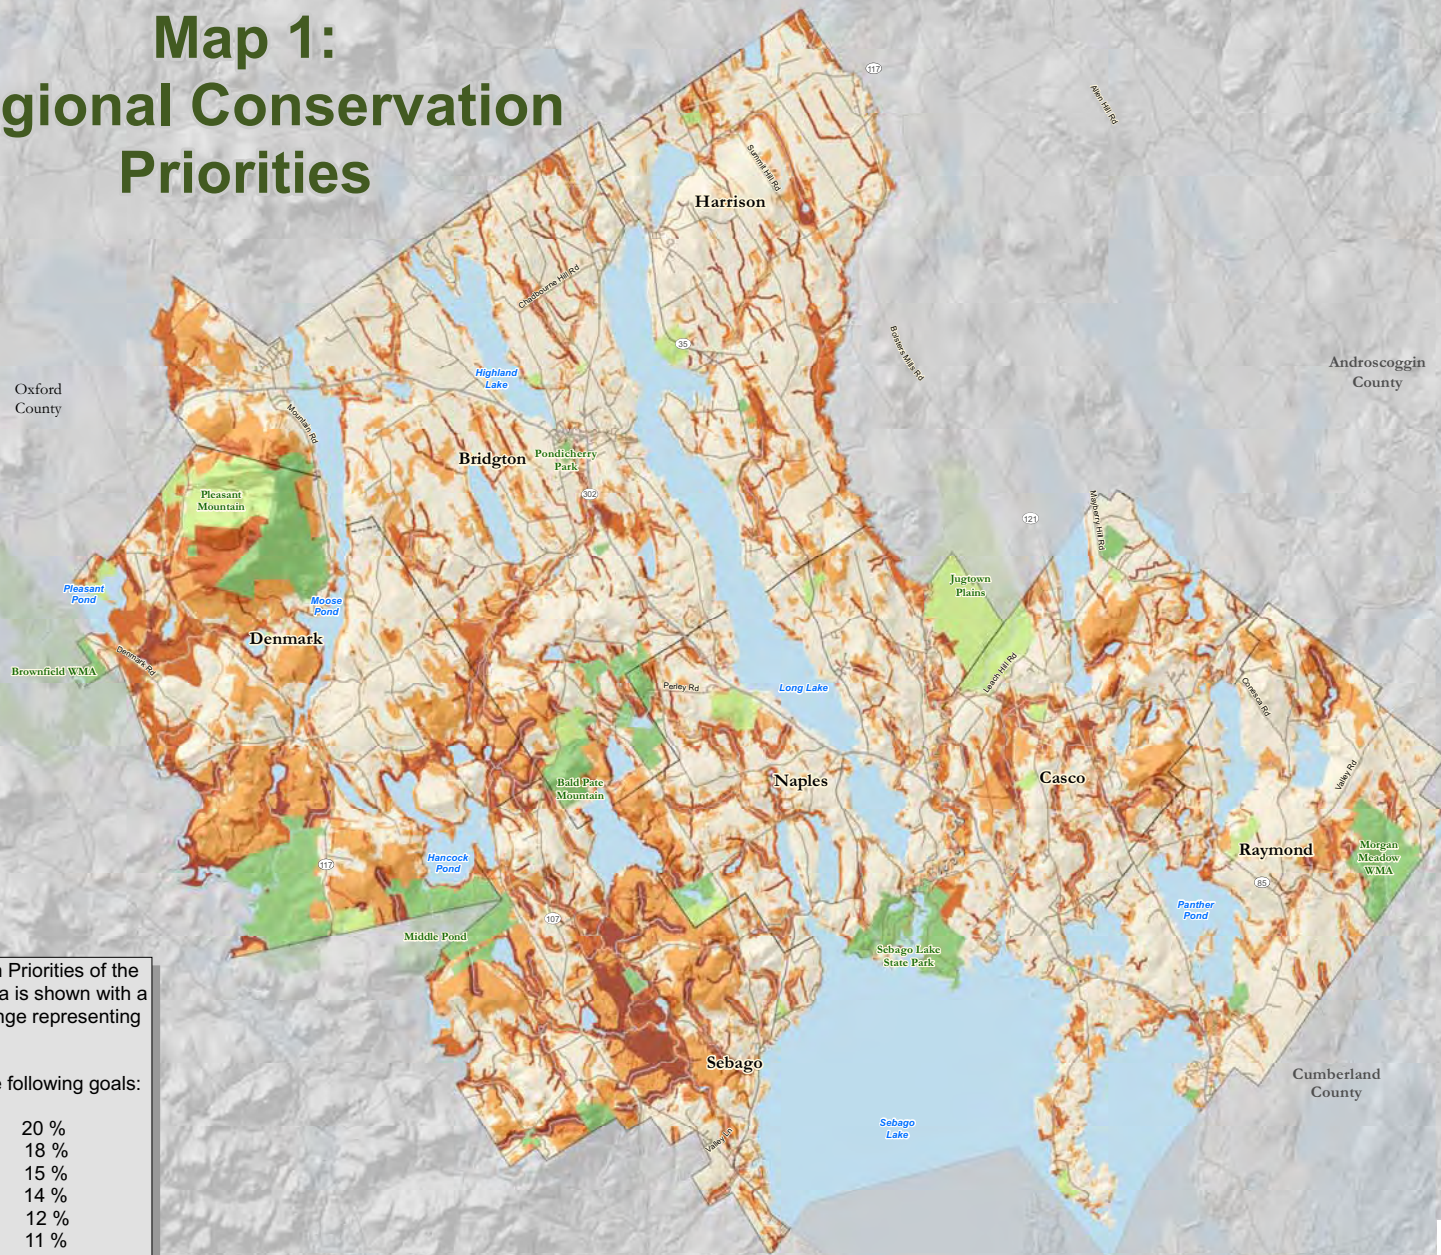 Map 1:
gional Conservation
Priorities
117
Allen Hill Rd
Summit Hill Rd
Harrison
Chadbourne Hill Rd
35
Bolsters Mills Rd
Androscoggin
County
Oxford
County
Highland
Lake
Mountain Rd
Bridgton
Pondicherry
Park
302
Pleasant
Mountain
Mayberry Hill Rd
121
Jugtown
Plains
Pleasant
Pond
Moose
Pond
Denmark
Denmark Rd
Brownfield WMA
Leach Hill Rd
Perley Rd
Long Lake
Conesca Rd
Bald Pate
Mountain
Naples
Casco
Valley Rd
Raymond
Morgan
Meadow
WMA
Hancock
Pond
117
85
107
Panther
Pond
Middle Pond
Sebago Lake
State Park
n Priorities of the
a is shown with a
nge representing
e following goals:
20 %
18 %
15 %
14 %
12 %
11 %
Sebago
Cumberland
County
Valley Ln
Sebago
Lake